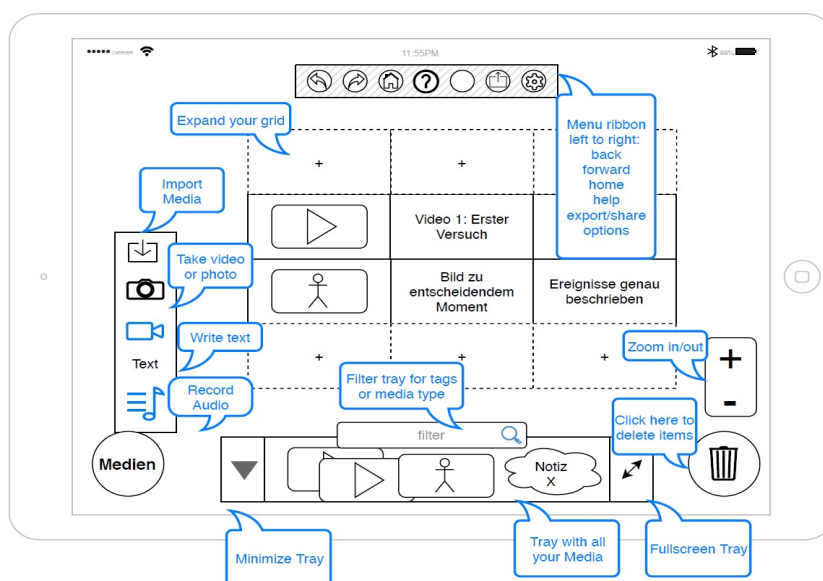 CARRIER
11:55PM
Expand your grid
Menu ribbon
left to right:
back
forward
home
help
export/share
options
+
+
Import
Media
Video 1: Erster
Versuch
Take video
or photo
Bild zu
entscheidendem
Moment
Ereignisse genau
beschrieben
Write text
Text
+
+
+
Zoom in/out
+
-
Filter tray for tags
or media type
Record
Audio
filter
Click here to
delete items
Medien
Notiz
X
Minimize Tray
Tray with all
your Media
Fullscreen Tray